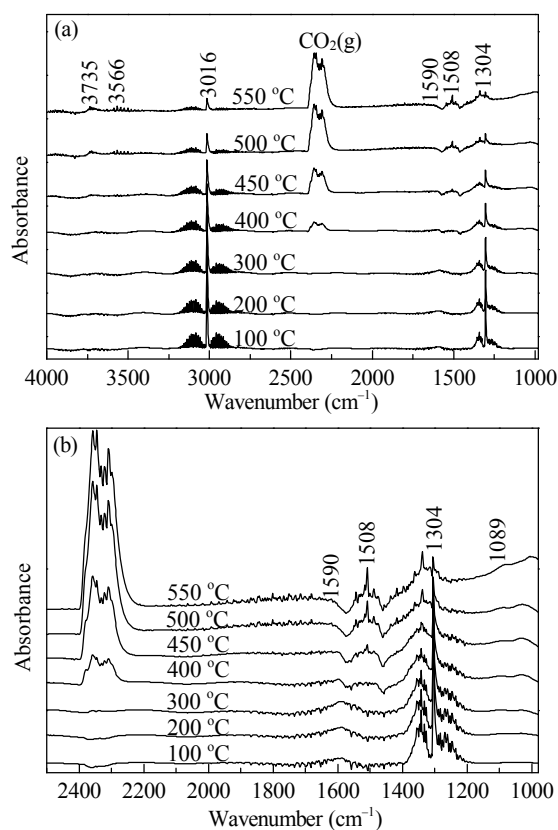 (a)
CO₂(g)
3735
3566
3016
1590
1508
1304
550 °C
500 °C
450 °C
400 °C
300 °C
200 °C
100 °C
Absorbance
4000 3500 3000 2500 2000 1500 1000
Wavenumber (cm⁻¹)
(b)
1590
1508
1304
1089
550 °C
500 °C
450 °C
400 °C
300 °C
200 °C
100 °C
Absorbance
2400 2200 2000 1800 1600 1400 1200 1000
Wavenumber (cm⁻¹)